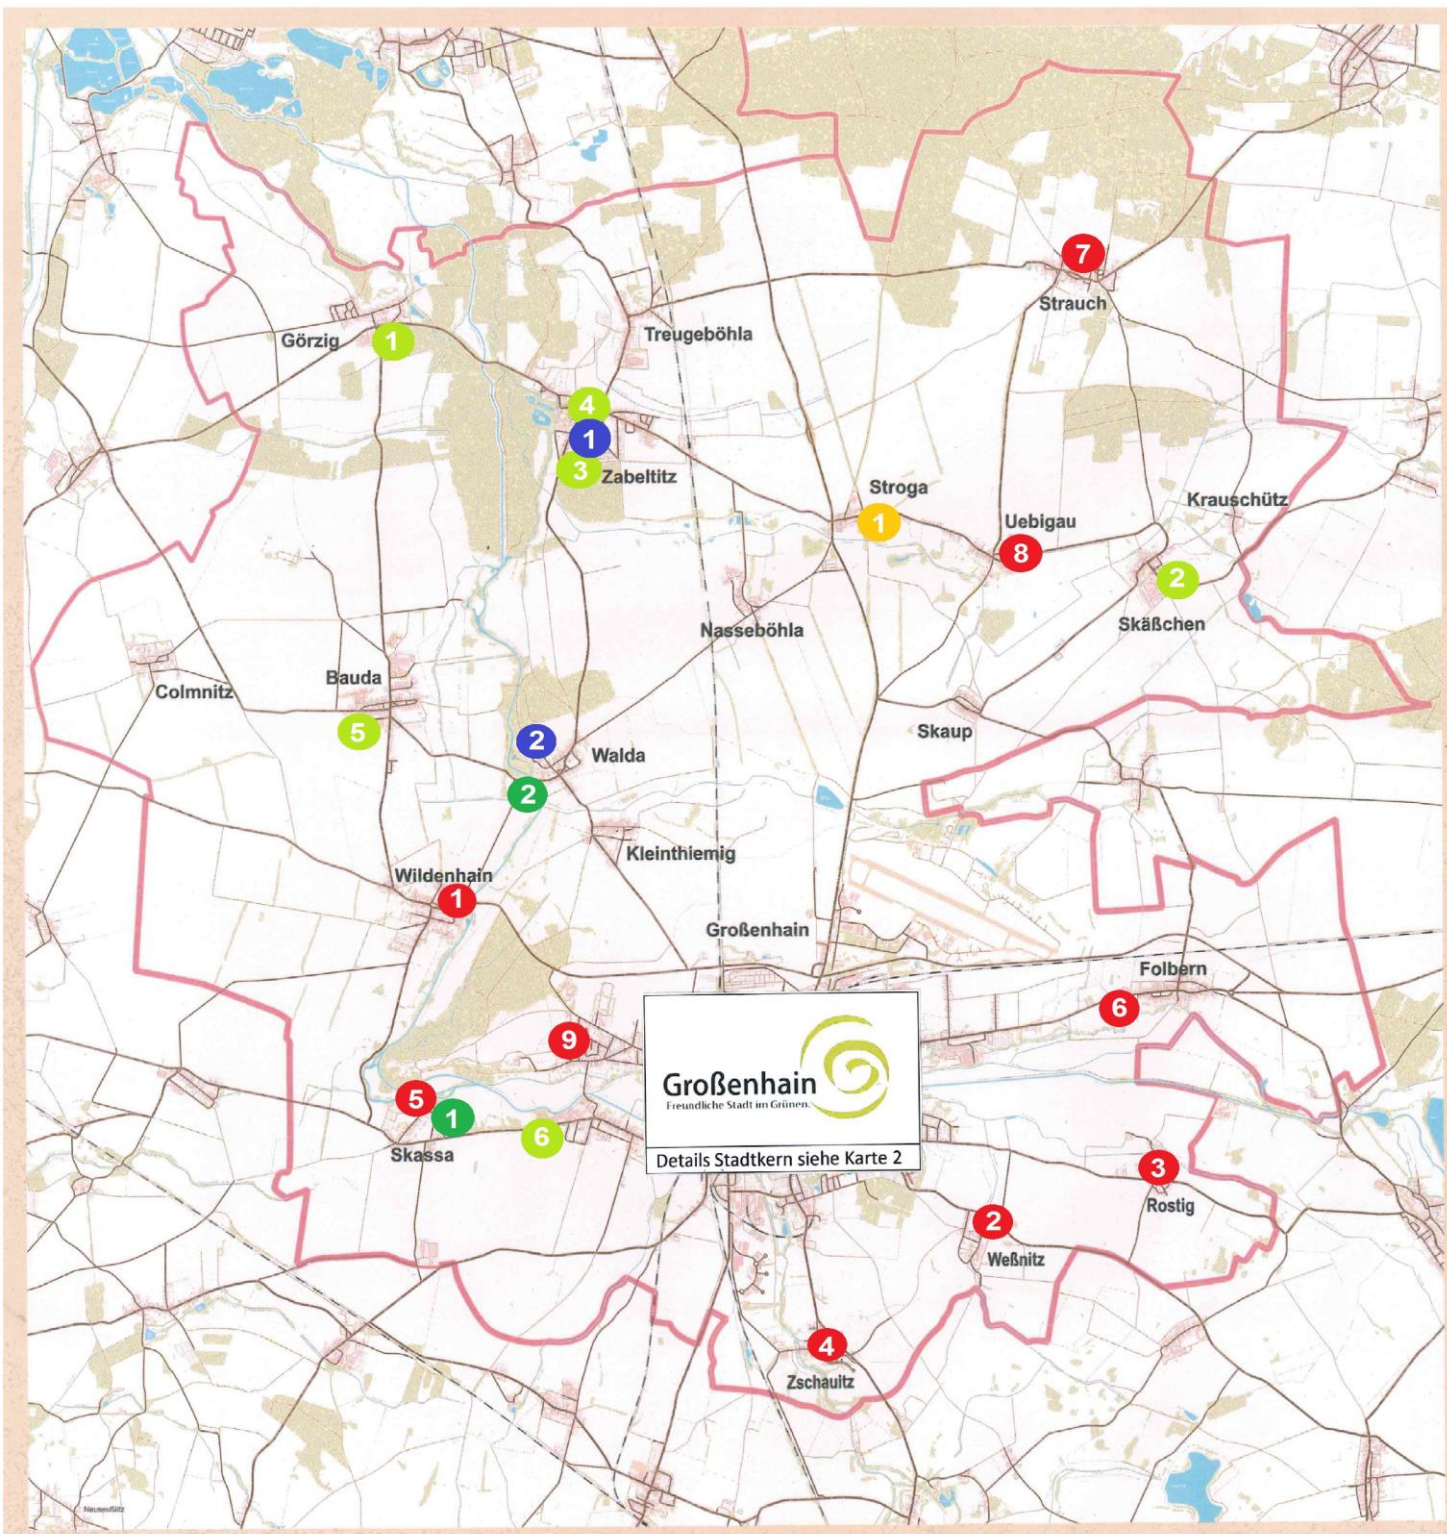 7
Strauch
Görzig
1
Treugeböhla
4
1
3
Zabeltitz
Stroga
1
Krauschütz
Uebigau
8
2
Skäßchen
Nasseböhla
Bauda
Colmnitz
5
Skaup
2
Walda
2
Kleinthiemig
Wildenhain
1
Großenhain
Folbern
6
9
Großenhain
Freundliche Stadt im Grünen.
Details Stadtkern siehe Karte 2
5
1
6
Skassa
3
Rostig
2
Weßnitz
4
Zschauitz
Neuseußlitz